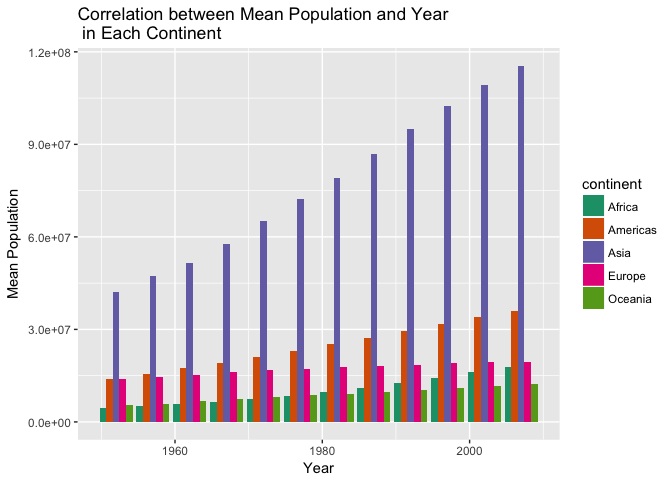 Correlation between Mean Population and Year
in Each Continent
1.2e+08
9.0e+07
6.0e+07
3.0e+07
0.0e+00
Mean Population
1960
1980
2000
Year
continent
Africa
Americas
Asia
Europe
Oceania